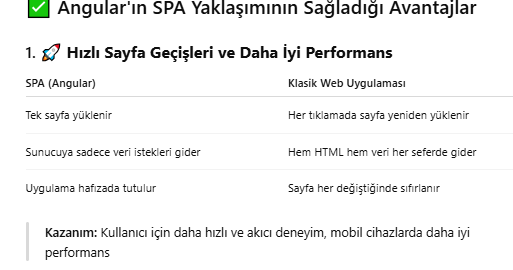 ✅ Angular'ın SPA Yaklaşımının Sağladığı Avantajlar
1. 🚀 Hızlı Sayfa Geçişleri ve Daha İyi Performans
SPA (Angular) Klasik Web Uygulaması
Tek sayfa yüklenir Her tıklamada sayfa yeniden yüklenir
Sunucuya sadece veri istekleri gider Hem HTML hem veri her seferde gider
Uygulama hafızada tutulur Sayfa her değiştiğinde sıfırlanır
Kazanım: Kullanıcı için daha hızlı ve akıcı deneyim, mobil cihazlarda daha iyi
performans